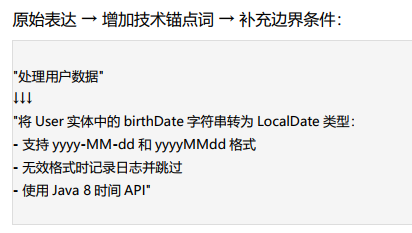 原始表达 → 增加技术锚点词 → 补充边界条件：
"处理用户数据"
↓↓↓
"将 User 实体中的 birthDate 字符串转为 LocalDate 类型：
- 支持 yyyy-MM-dd 和 yyyyMMdd 格式
- 无效格式时记录日志并跳过
- 使用 Java 8 时间 API"